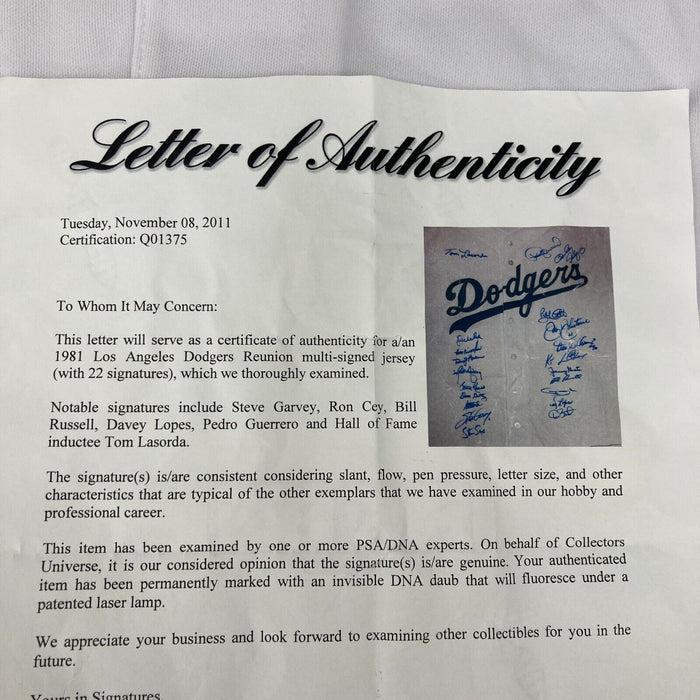 Letter of Authenticity
Tuesday, November 08, 2011
Certification: Q01375
To Whom It May Concern:
This letter will serve as a certificate of authenticity for a/an
1981 Los Angeles Dodgers Reunion multi-signed jersey
(with 22 signatures), which we thoroughly examined.
Notable signatures include Steve Garvey, Ron Cey, Bill
Russell, Davey Lopes, Pedro Guerrero and Hall of Fame
inductee Tom Lasorda.
Tom Lasorda
Dodgers
The signature(s) is/are consistent considering slant, flow, pen pressure, letter size, and other
characteristics that are typical of the other exemplars that we have examined in our hobby and
professional career.
This item has been examined by one or more PSA/DNA experts. On behalf of Collectors
Universe, it is our considered opinion that the signature(s) is/are genuine. Your authenticated
item has been permanently marked with an invisible DNA daub that will fluoresce under a
patented laser lamp.
We appreciate your business and look forward to examining other collectibles for you in the
future.
Yours in Signatures,